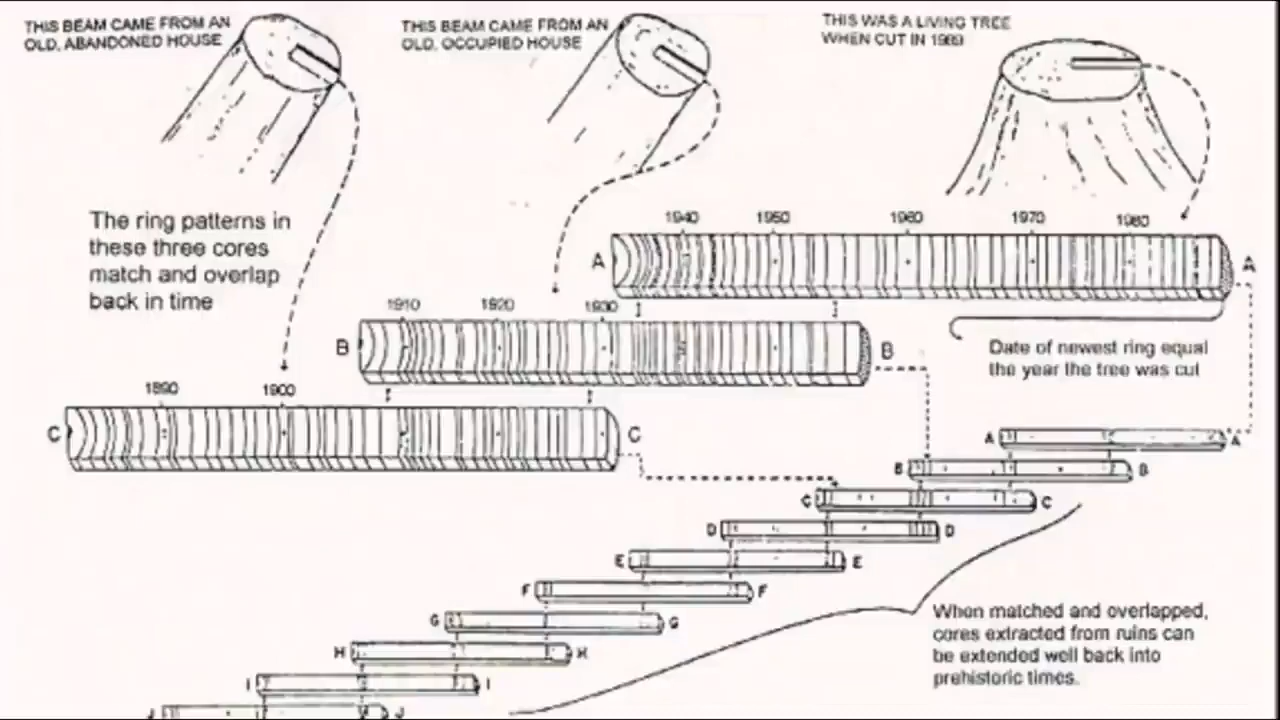 THIS BEAM CAME FROM AN
OLD, ABANDONED HOUSE
THIS BEAM CAME FROM AN
OLD, OCCUPIED HOUSE
THIS WAS A LIVING TREE
WHEN CUT IN 1989
The ring patterns in
these three cores
match and overlap
back in time
1940 1950 1960 1970 1980
A A
1910 1920 1930
B B
Date of newest ring equal
the year the tree was cut
1890 1900
C C
A A
B B
C C
D D
E E
F F
G G
H H
I I
J J
When matched and overlapped,
cores extracted from ruins can
be extended well back into
prehistoric times.